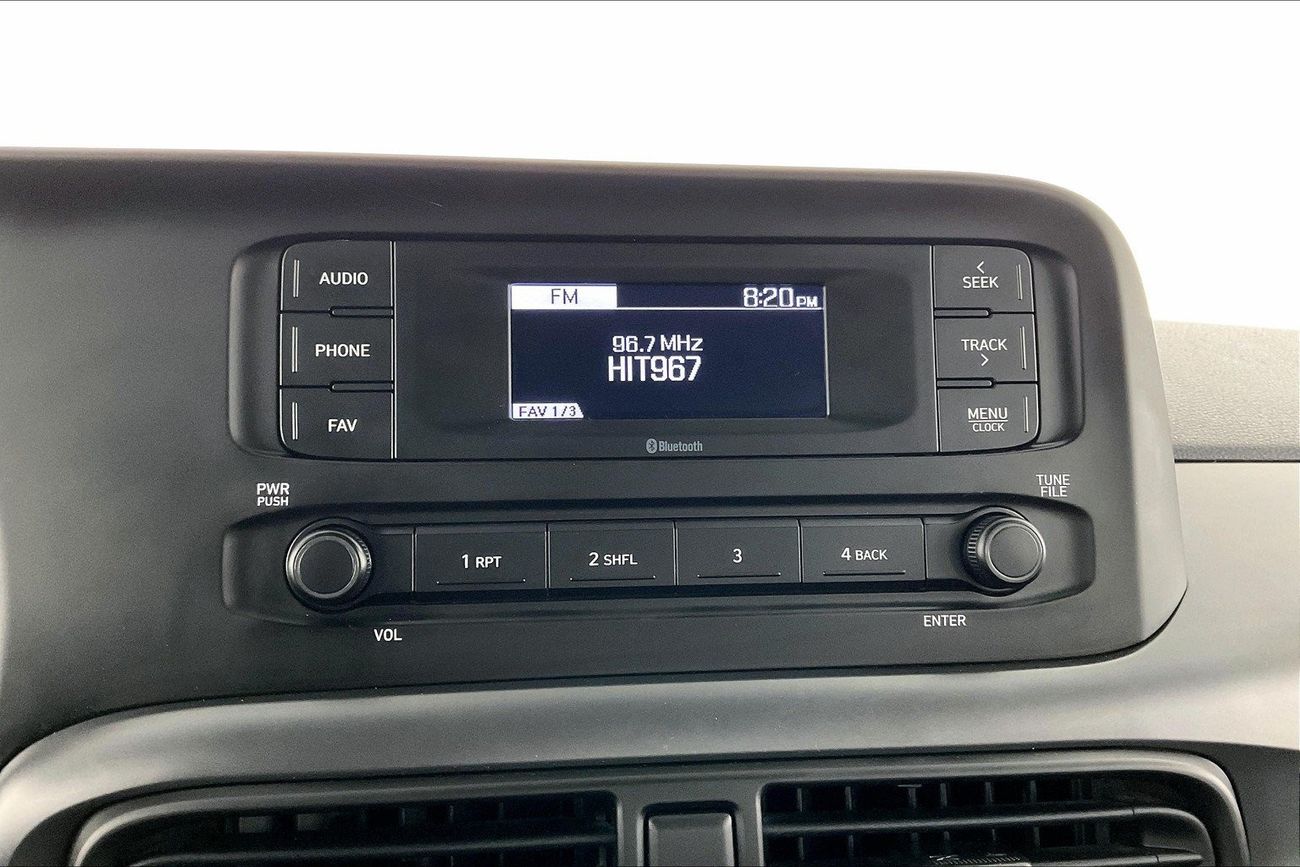 AUDIO
PHONE
FAV
FM
8:20PM
96.7 MHz
HIT967
FAV 1/3
Bluetooth
SEEK
TRACK
MENU
CLOCK
PWR
PUSH
TUNE
FILE
1 RPT
2 SHFL
3
4 BACK
VOL
ENTER